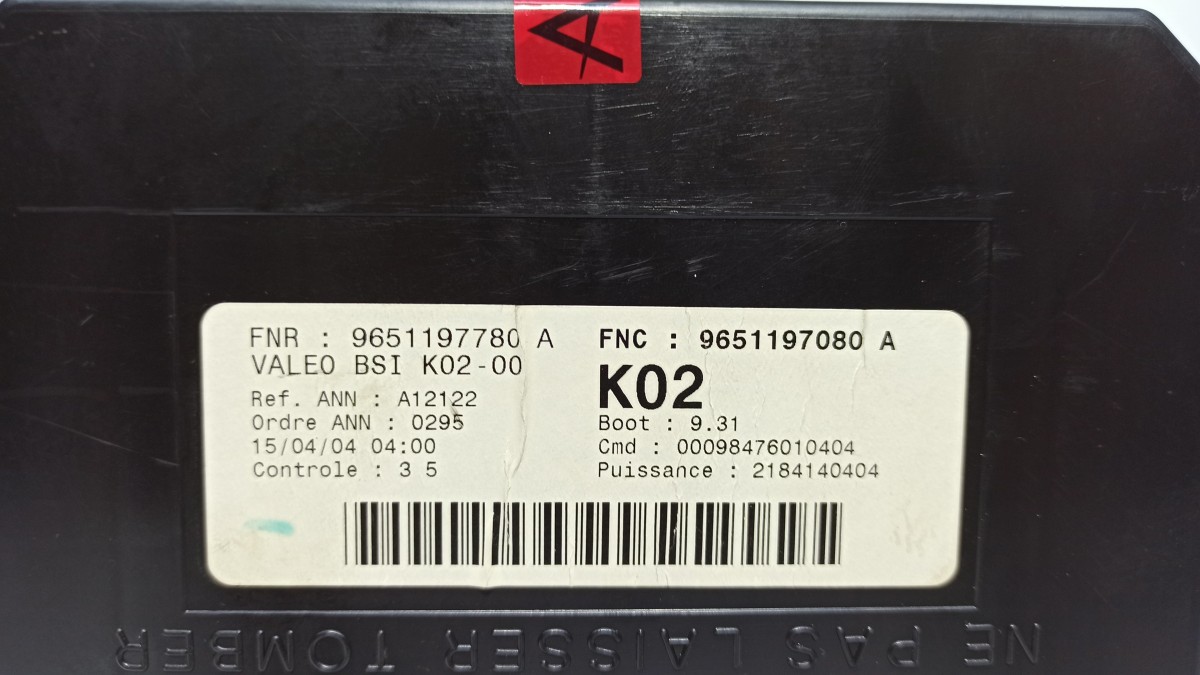 A
FNR : 9651197780 A
VALEO BSI K02-00
Ref. ANN : A12122
Ordre ANN : 0295
15/04/04 04:00
Controle : 3 5
FNC : 9651197080 A
K02
Boot : 9.31
Cmd : 00098476010404
Puissance : 2184140404
NE PAS LAISSER TOMBER